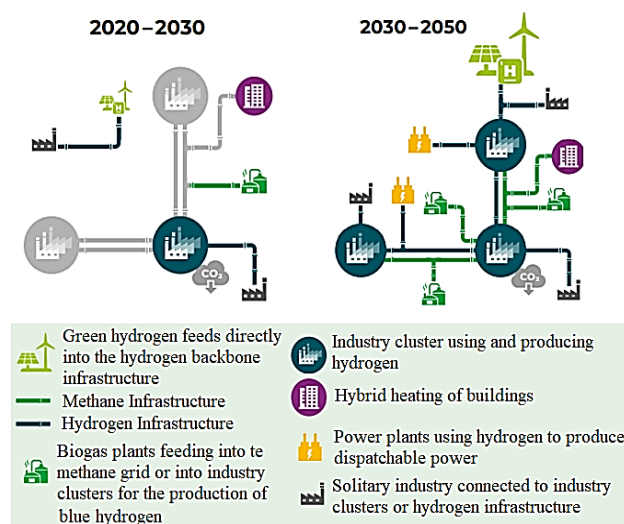 2020–2030
2030–2050
H
H
CO₂
CO₂
Green hydrogen feeds directly
into the hydrogen backbone
infrastructure
Methane Infrastructure
Hydrogen Infrastructure
Biogas plants feeding into te
methane grid or into industry
clusters for the production of
blue hydrogen
Industry cluster using and producing
hydrogen
Hybrid heating of buildings
Power plants using hydrogen to produce
dispatchable power
Solitary industry connected to industry
clusters or hydrogen infrastructure